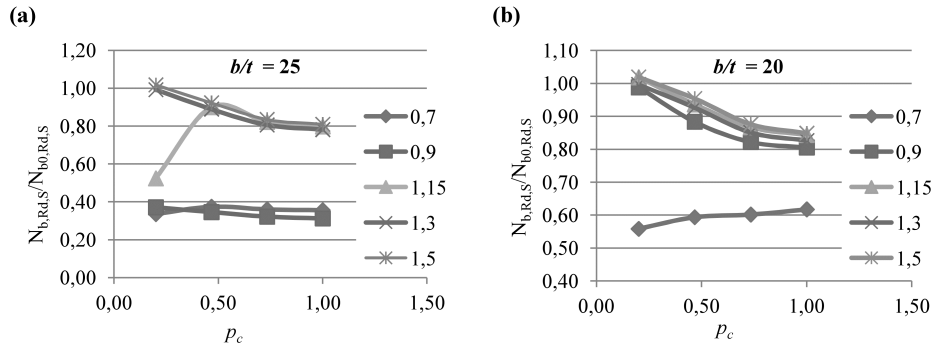 (a)
b/t = 25
N_b,Rd,S/N_b0,Rd,S
1,20
1,00
0,80
0,60
0,40
0,20
0,00
0,00 0,50 1,00 1,50
p_c
0,7
0,9
1,15
1,3
1,5
(b)
b/t = 20
N_b,Rd,S/N_b0,Rd,S
1,10
1,00
0,90
0,80
0,70
0,60
0,50
0,40
0,00 0,50 1,00 1,50
p_c
0,7
0,9
1,15
1,3
1,5